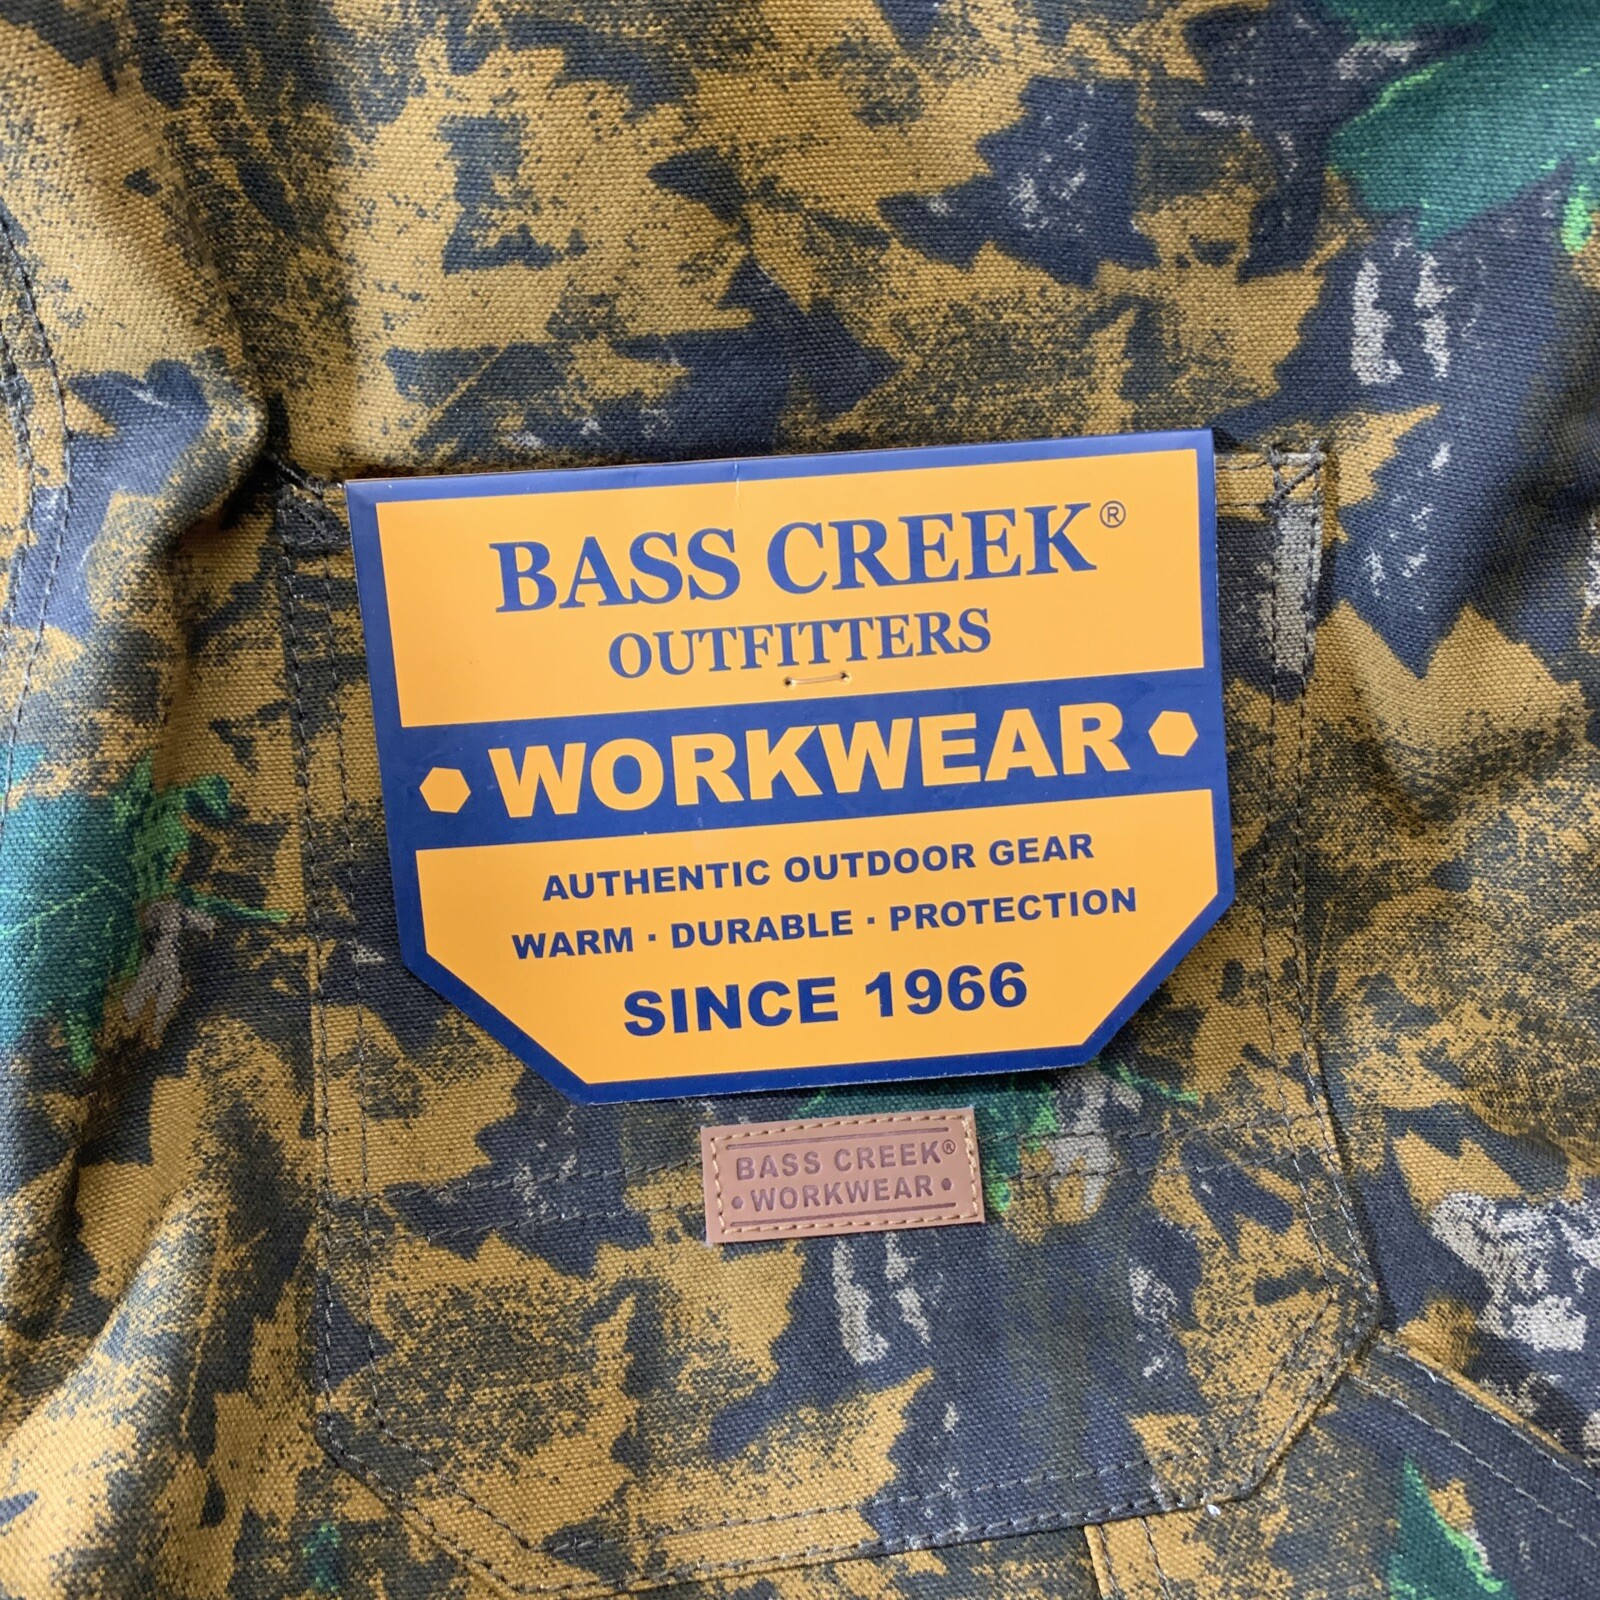 BASS CREEK®
OUTFITTERS
• WORKWEAR •
AUTHENTIC OUTDOOR GEAR
WARM · DURABLE · PROTECTION
SINCE 1966
BASS CREEK®
• WORKWEAR •